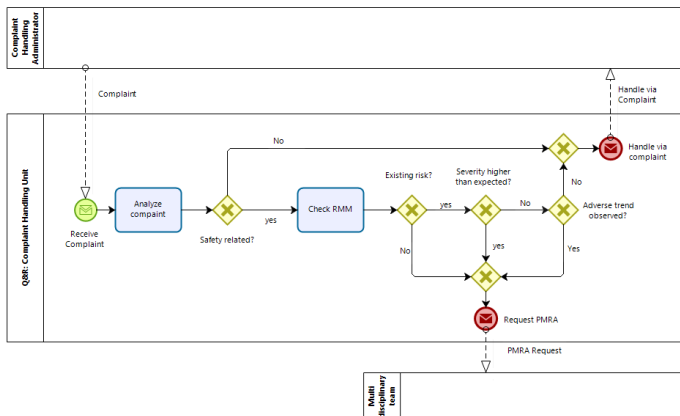 Complaint
Handling
Administrator
Complaint
Handle via
Complaint
Q&R: Complaint Handling Unit
No
Existing risk?
Severity higher
than expected?
Handle via
complaint
No
Analyze
compaint
Check RMM
yes
yes
No
Adverse trend
observed?
Receive
Complaint
Safety related?
No
yes
Yes
Request PMRA
PMRA Request
Multi
disciplinary
team